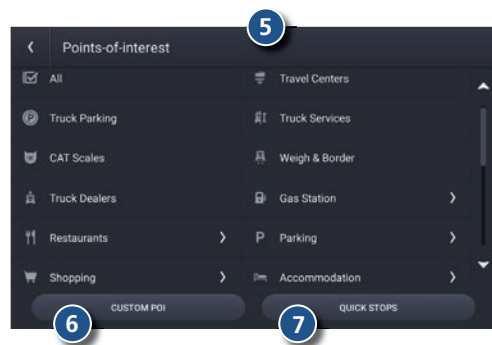 5
Points-of-interest
All
Travel Centers
Truck Parking
Truck Services
CAT Scales
Weigh & Border
Truck Dealers
Gas Station
Restaurants
P Parking
Shopping
Accommodation
CUSTOM POI
QUICK STOPS
6
7